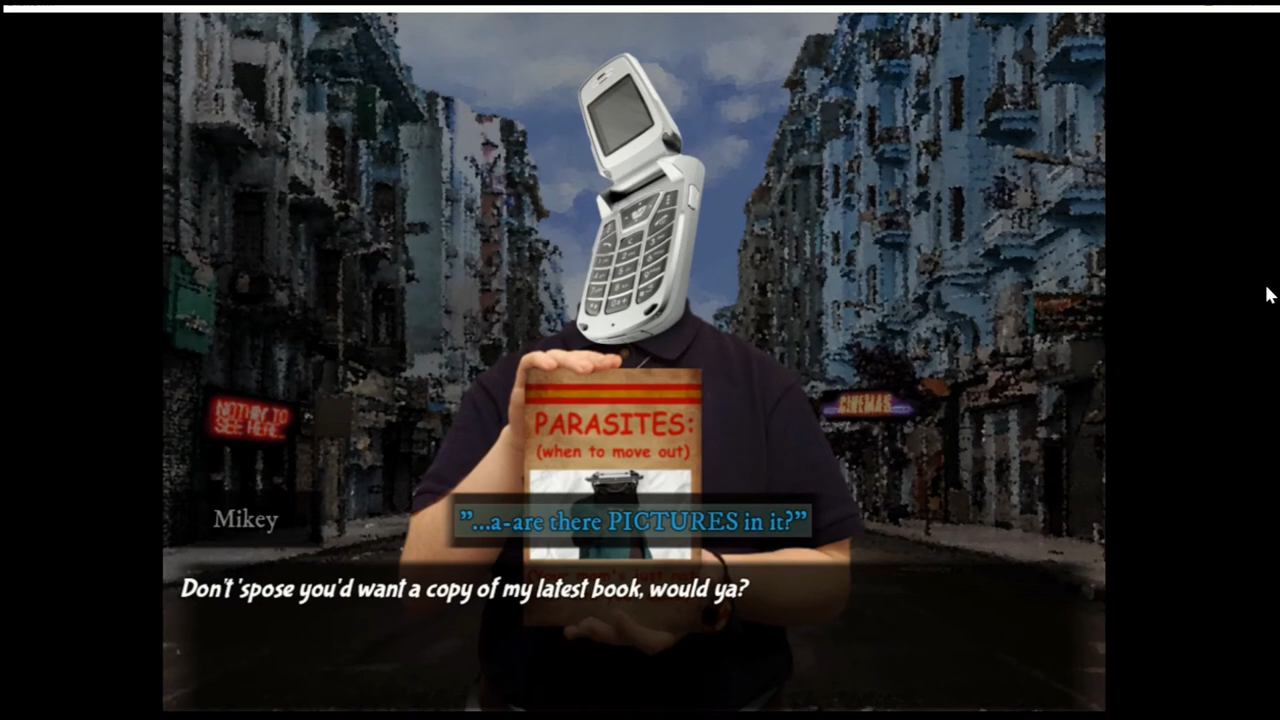 NOTHIN' TO
SEE HERE..
CINEMAS
PARASITES:
(when to move out)
Mikey
"...a-are there PICTURES in it?"
Don't 'spose you'd want a copy of my latest book, would ya?